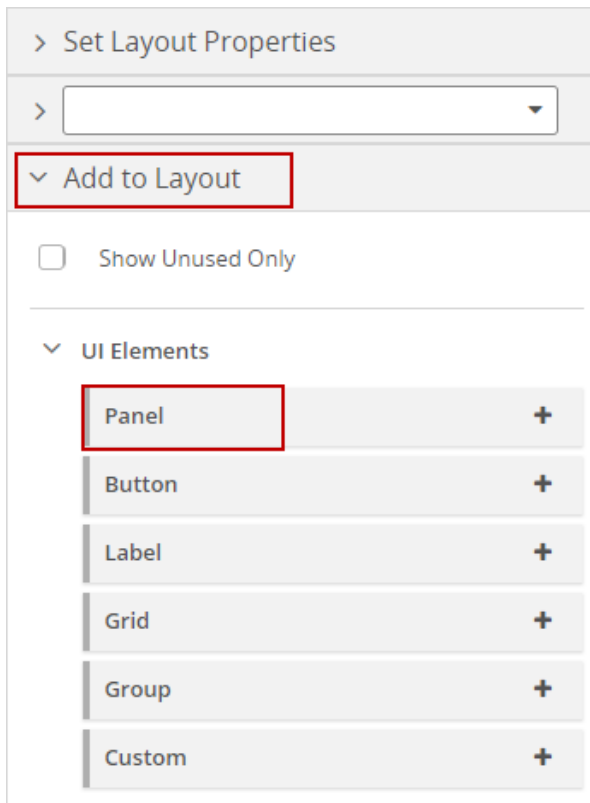 Set Layout Properties
Add to Layout
Show Unused Only
UI Elements
Panel
Button
Label
Grid
Group
Custom